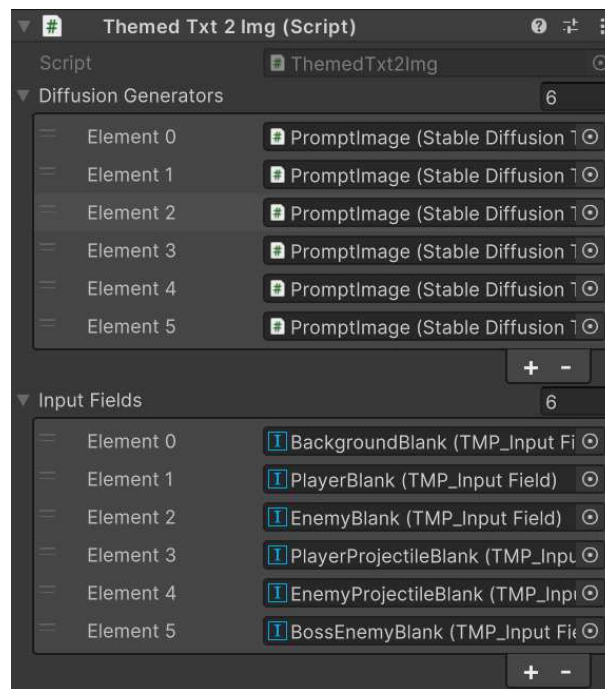 # Themed Txt 2 Img (Script)
Script # ThemedTxt2Img
Diffusion Generators 6
Element 0 # PromptImage (Stable Diffusion
Element 1 # PromptImage (Stable Diffusion
Element 2 # PromptImage (Stable Diffusion
Element 3 # PromptImage (Stable Diffusion
Element 4 # PromptImage (Stable Diffusion
Element 5 # PromptImage (Stable Diffusion
+ -
Input Fields 6
Element 0 BackgroundBlank (TMP_Input Fi
Element 1 PlayerBlank (TMP_Input Field)
Element 2 EnemyBlank (TMP_Input Field)
Element 3 PlayerProjectileBlank (TMP_Inpu
Element 4 EnemyProjectileBlank (TMP_Inpu
Element 5 BossEnemyBlank (TMP_Input Fie
+ -